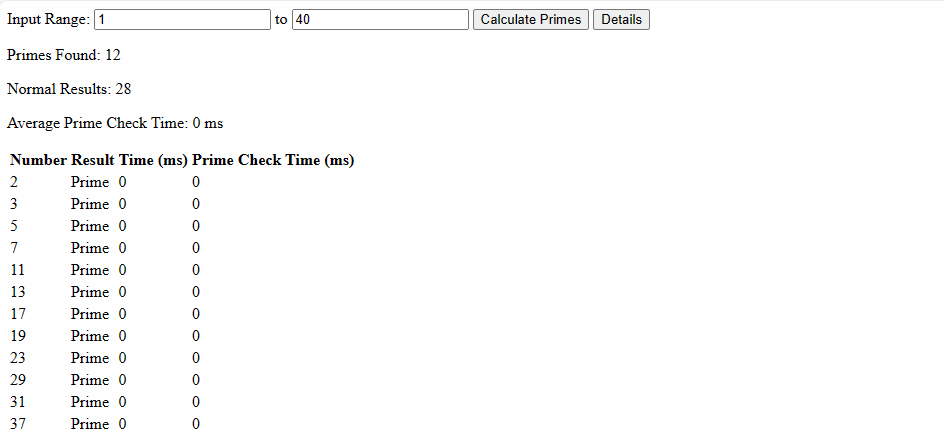 Input Range: 1 to 40 Calculate Primes Details
Primes Found: 12
Normal Results: 28
Average Prime Check Time: 0 ms
Number Result Time (ms) Prime Check Time (ms)
2 Prime 0 0
3 Prime 0 0
5 Prime 0 0
7 Prime 0 0
11 Prime 0 0
13 Prime 0 0
17 Prime 0 0
19 Prime 0 0
23 Prime 0 0
29 Prime 0 0
31 Prime 0 0
37 Prime 0 0